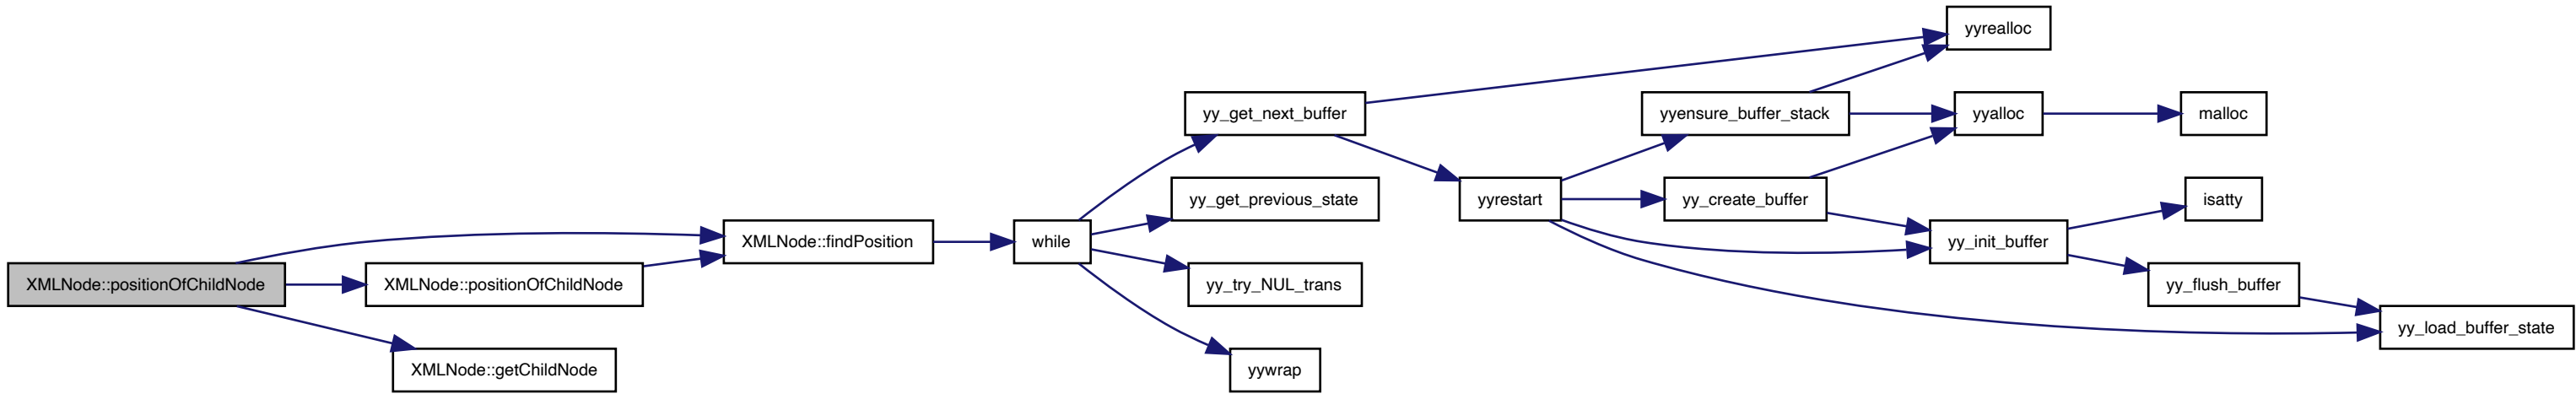 XMLNode::positionOfChildNode
XMLNode::positionOfChildNode
XMLNode::getChildNode
XMLNode::findPosition
while
yy_get_next_buffer
yy_get_previous_state
yy_try_NUL_trans
yywrap
yyrestart
yyensure_buffer_stack
yy_create_buffer
yyrealloc
yyalloc
yy_init_buffer
malloc
isatty
yy_flush_buffer
yy_load_buffer_state